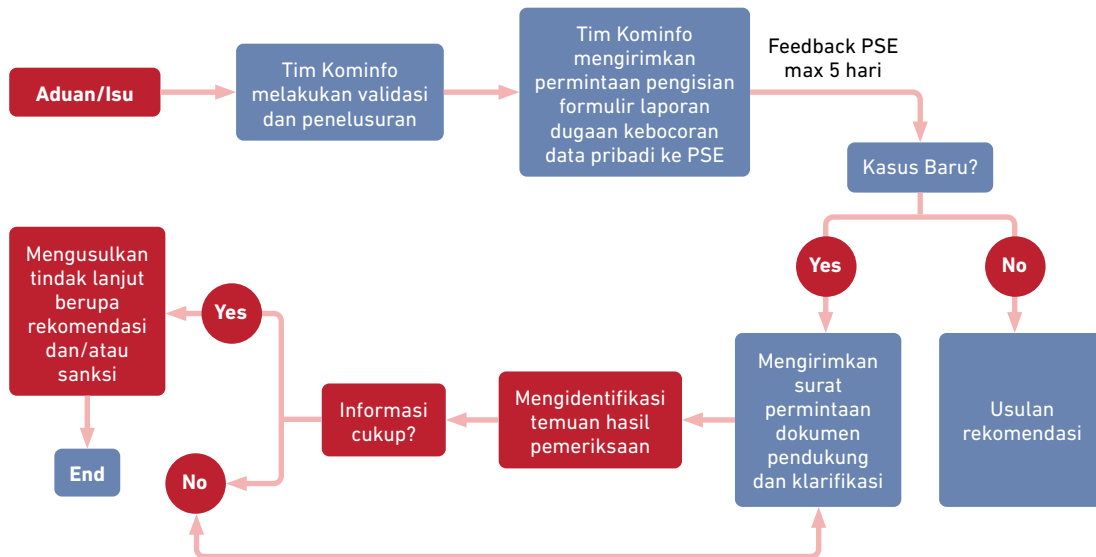 Aduan/Isu
Tim Kominfo
melakukan validasi
dan penelusuran
Tim Kominfo
mengirimkan
permintaan pengisian
formulir laporan
dugaan kebocoran
data pribadi ke PSE
Feedback PSE
max 5 hari
Kasus Baru?
Yes
No
Mengirimkan
surat
permintaan
dokumen
pendukung
dan klarifikasi
Usulan
rekomendasi
Mengidentifikasi
temuan hasil
pemeriksaan
Informasi
cukup?
Yes
No
Mengusulkan
tindak lanjut
berupa
rekomendasi
dan/atau
sanksi
End